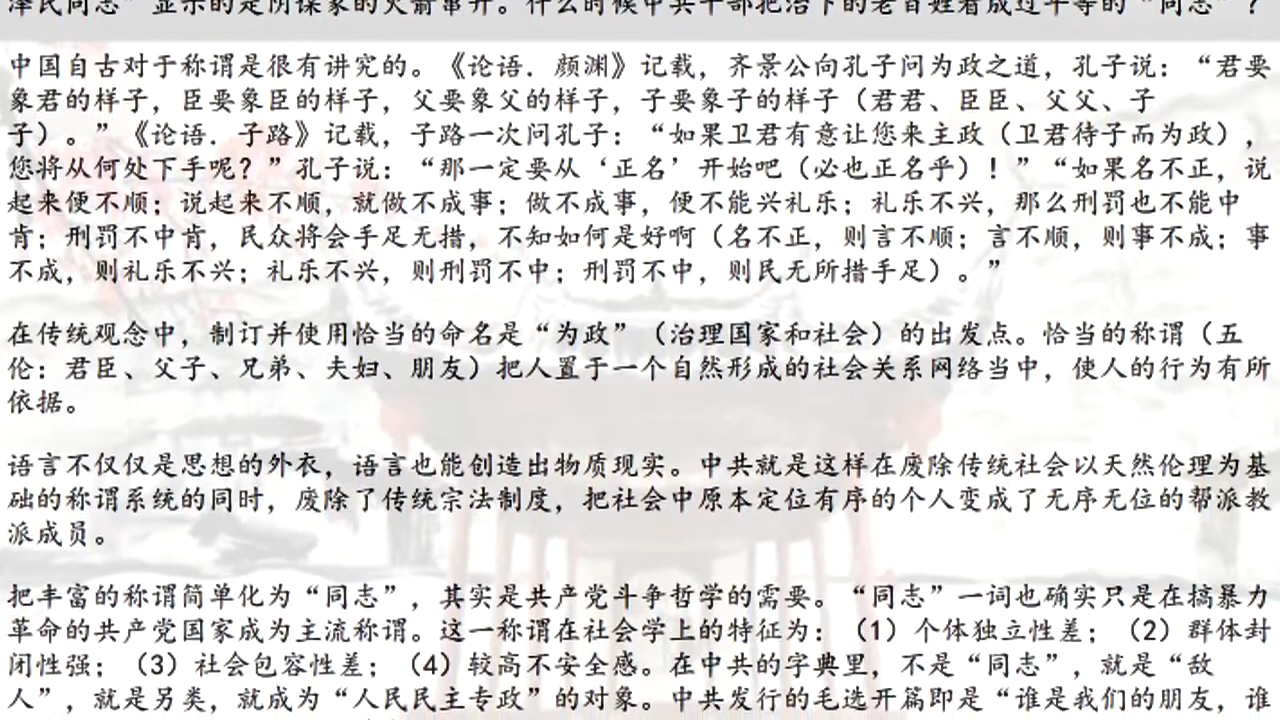 泽民同志”显示的是阴谋家的火箭串升。什么时候中共干部把治下的老百姓看成过平等的“同志”？
中国自古对于称谓是很有讲究的。《论语．颜渊》记载，齐景公向孔子问为政之道，孔子说：“君要
象君的样子，臣要象臣的样子，父要象父的样子，子要象子的样子（君君、臣臣、父父、子
子）。”《论语．子路》记载，子路一次问孔子：“如果卫君有意让您来主政（卫君待子而为政），
您将从何处下手呢？”孔子说：“那一定要从‘正名’开始吧（必也正名乎）！”“如果名不正，说
起来便不顺；说起来不顺，就做不成事；做不成事，便不能兴礼乐；礼乐不兴，那么刑罚也不能中
肯；刑罚不中肯，民众将会手足无措，不知如何是好啊（名不正，则言不顺；言不顺，则事不成；事
不成，则礼乐不兴；礼乐不兴，则刑罚不中；刑罚不中，则民无所措手足）。”
在传统观念中，制订并使用恰当的命名是“为政”（治理国家和社会）的出发点。恰当的称谓（五
伦：君臣、父子、兄弟、夫妇、朋友）把人置于一个自然形成的社会关系网络当中，使人的行为有所
依据。
语言不仅仅是思想的外衣，语言也能创造出物质现实。中共就是这样在废除传统社会以天然伦理为基
础的称谓系统的同时，废除了传统宗法制度，把社会中原本定位有序的个人变成了无序无位的帮派教
派成员。
把丰富的称谓简单化为“同志”，其实是共产党斗争哲学的需要。“同志”一词也确实只是在搞暴力
革命的共产党国家成为主流称谓。这一称谓在社会学上的特征为：（1）个体独立性差；（2）群体封
闭性强；（3）社会包容性差；（4）较高不安全感。在中共的字典里，不是“同志”，就是“敌
人”，就是另类，就成为“人民民主专政”的对象。中共发行的毛选开篇即是“谁是我们的朋友，谁